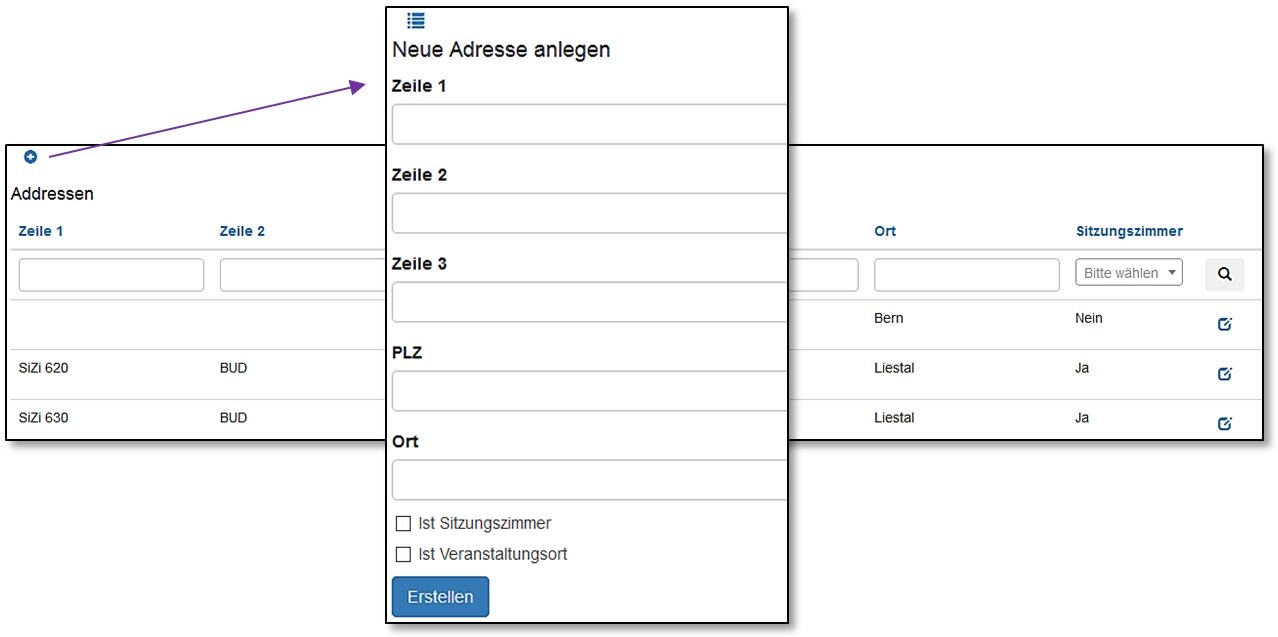 Neue Adresse anlegen
Zeile 1
Zeile 2
Zeile 3
PLZ
Ort
Ist Sitzungszimmer
Ist Veranstaltungsort
Erstellen
Addressen
Zeile 1 Zeile 2 Ort Sitzungszimmer
Bitte wählen
Bern Nein
SiZi 620 BUD Liestal Ja
SiZi 630 BUD Liestal Ja